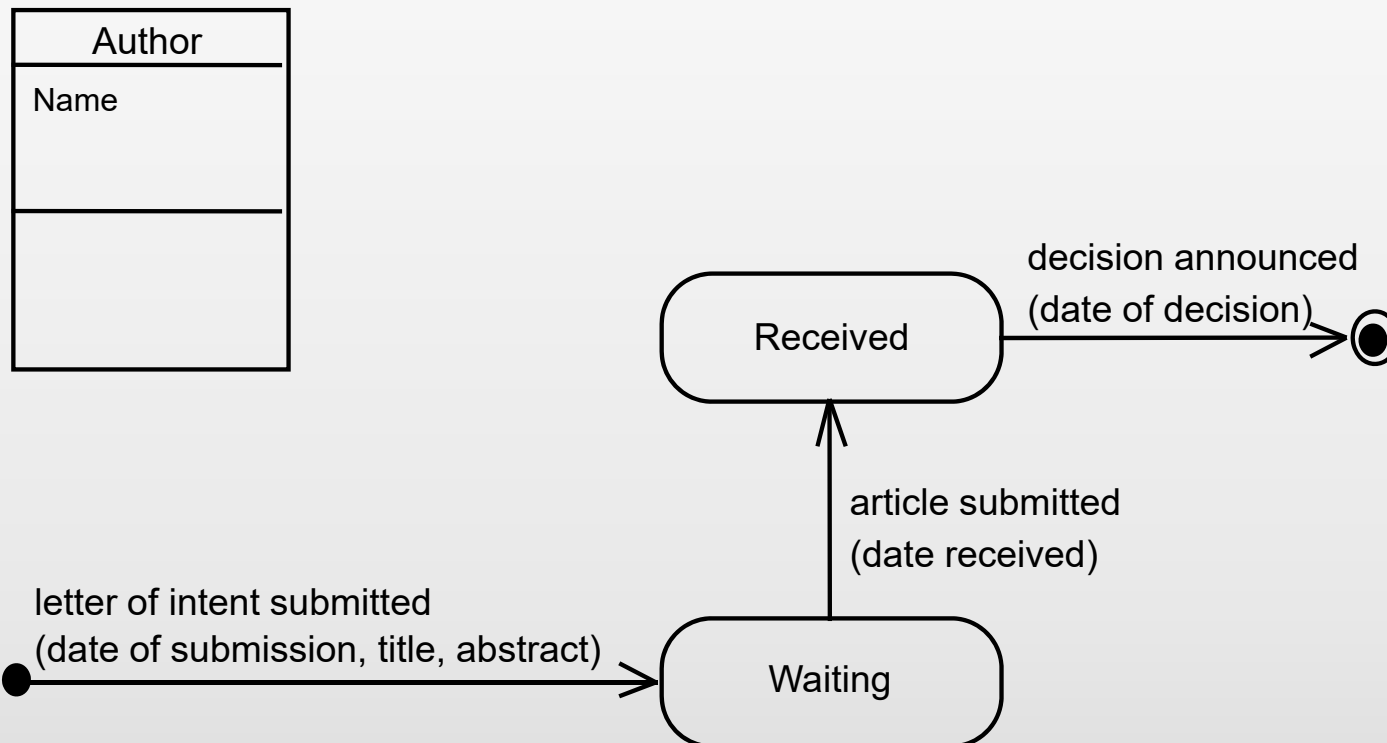 Author
Name
decision announced
(date of decision)
Received
article submitted
(date received)
letter of intent submitted
(date of submission, title, abstract)
Waiting